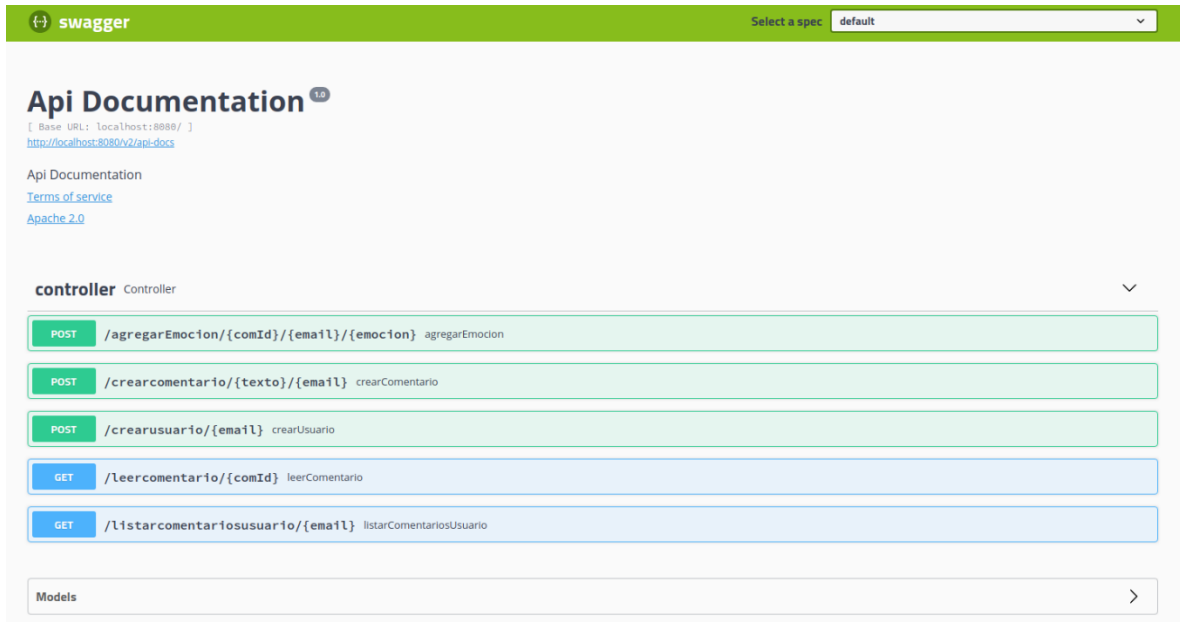 {-} swagger Select a spec default
Api Documentation 1.0
[ Base URL: localhost:8080/ ]
http://localhost:8080/v2/api-docs
Api Documentation
Terms of service
Apache 2.0
controller Controller
POST /agregarEmocion/{comId}/{email}/{emocion} agregarEmocion
POST /crearcomentario/{texto}/{email} crearComentario
POST /crearusuario/{email} crearUsuario
GET /leercomentario/{comId} leerComentario
GET /listarcomentariosusuario/{email} listarComentariosUsuario
Models